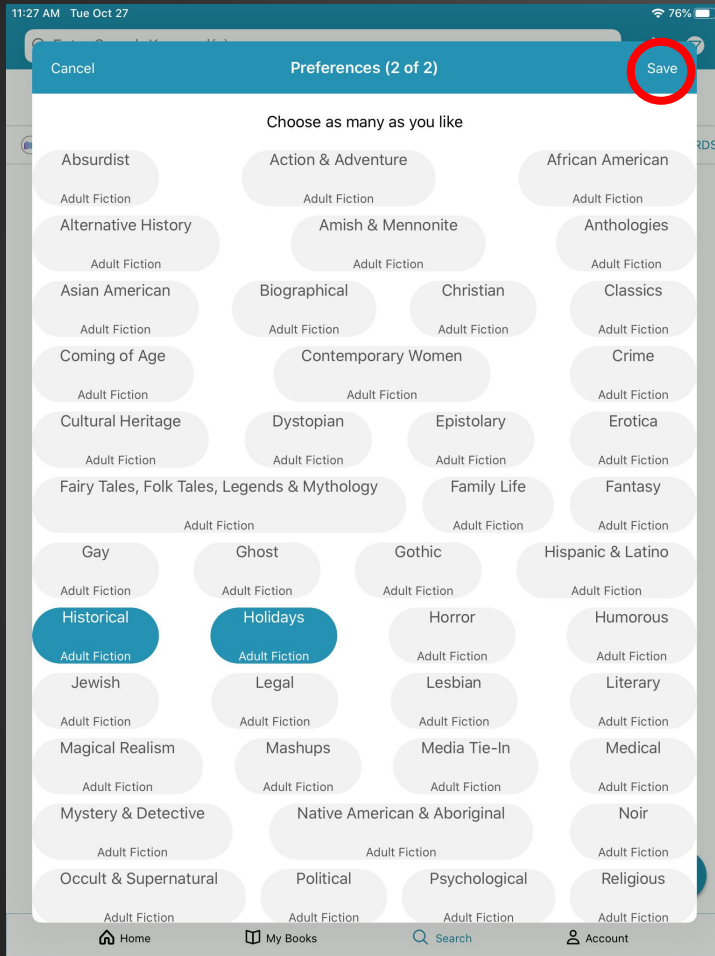 11:27 AM Tue Oct 27 76%
Cancel Preferences (2 of 2) Save
Choose as many as you like
RDS
Absurdist Action & Adventure African American
Adult Fiction Adult Fiction Adult Fiction
Alternative History Amish & Mennonite Anthologies
Adult Fiction Adult Fiction Adult Fiction
Asian American Biographical Christian Classics
Adult Fiction Adult Fiction Adult Fiction Adult Fiction
Coming of Age Contemporary Women Crime
Adult Fiction Adult Fiction Adult Fiction
Cultural Heritage Dystopian Epistolary Erotica
Adult Fiction Adult Fiction Adult Fiction Adult Fiction
Fairy Tales, Folk Tales, Legends & Mythology Family Life Fantasy
Adult Fiction Adult Fiction Adult Fiction
Gay Ghost Gothic Hispanic & Latino
Adult Fiction Adult Fiction Adult Fiction Adult Fiction
Historical Holidays Horror Humorous
Adult Fiction Adult Fiction Adult Fiction Adult Fiction
Jewish Legal Lesbian Literary
Adult Fiction Adult Fiction Adult Fiction Adult Fiction
Magical Realism Mashups Media Tie-In Medical
Adult Fiction Adult Fiction Adult Fiction Adult Fiction
Mystery & Detective Native American & Aboriginal Noir
Adult Fiction Adult Fiction Adult Fiction
Occult & Supernatural Political Psychological Religious
Adult Fiction Adult Fiction Adult Fiction Adult Fiction
Home My Books Search Account